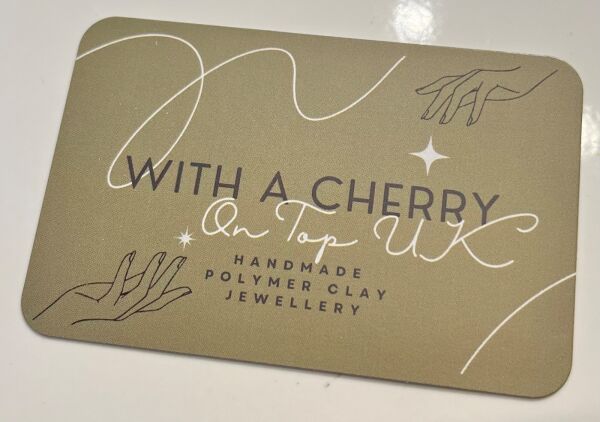 WITH A CHERRY
On Top UK
HANDMADE
POLYMER CLAY
JEWELLERY